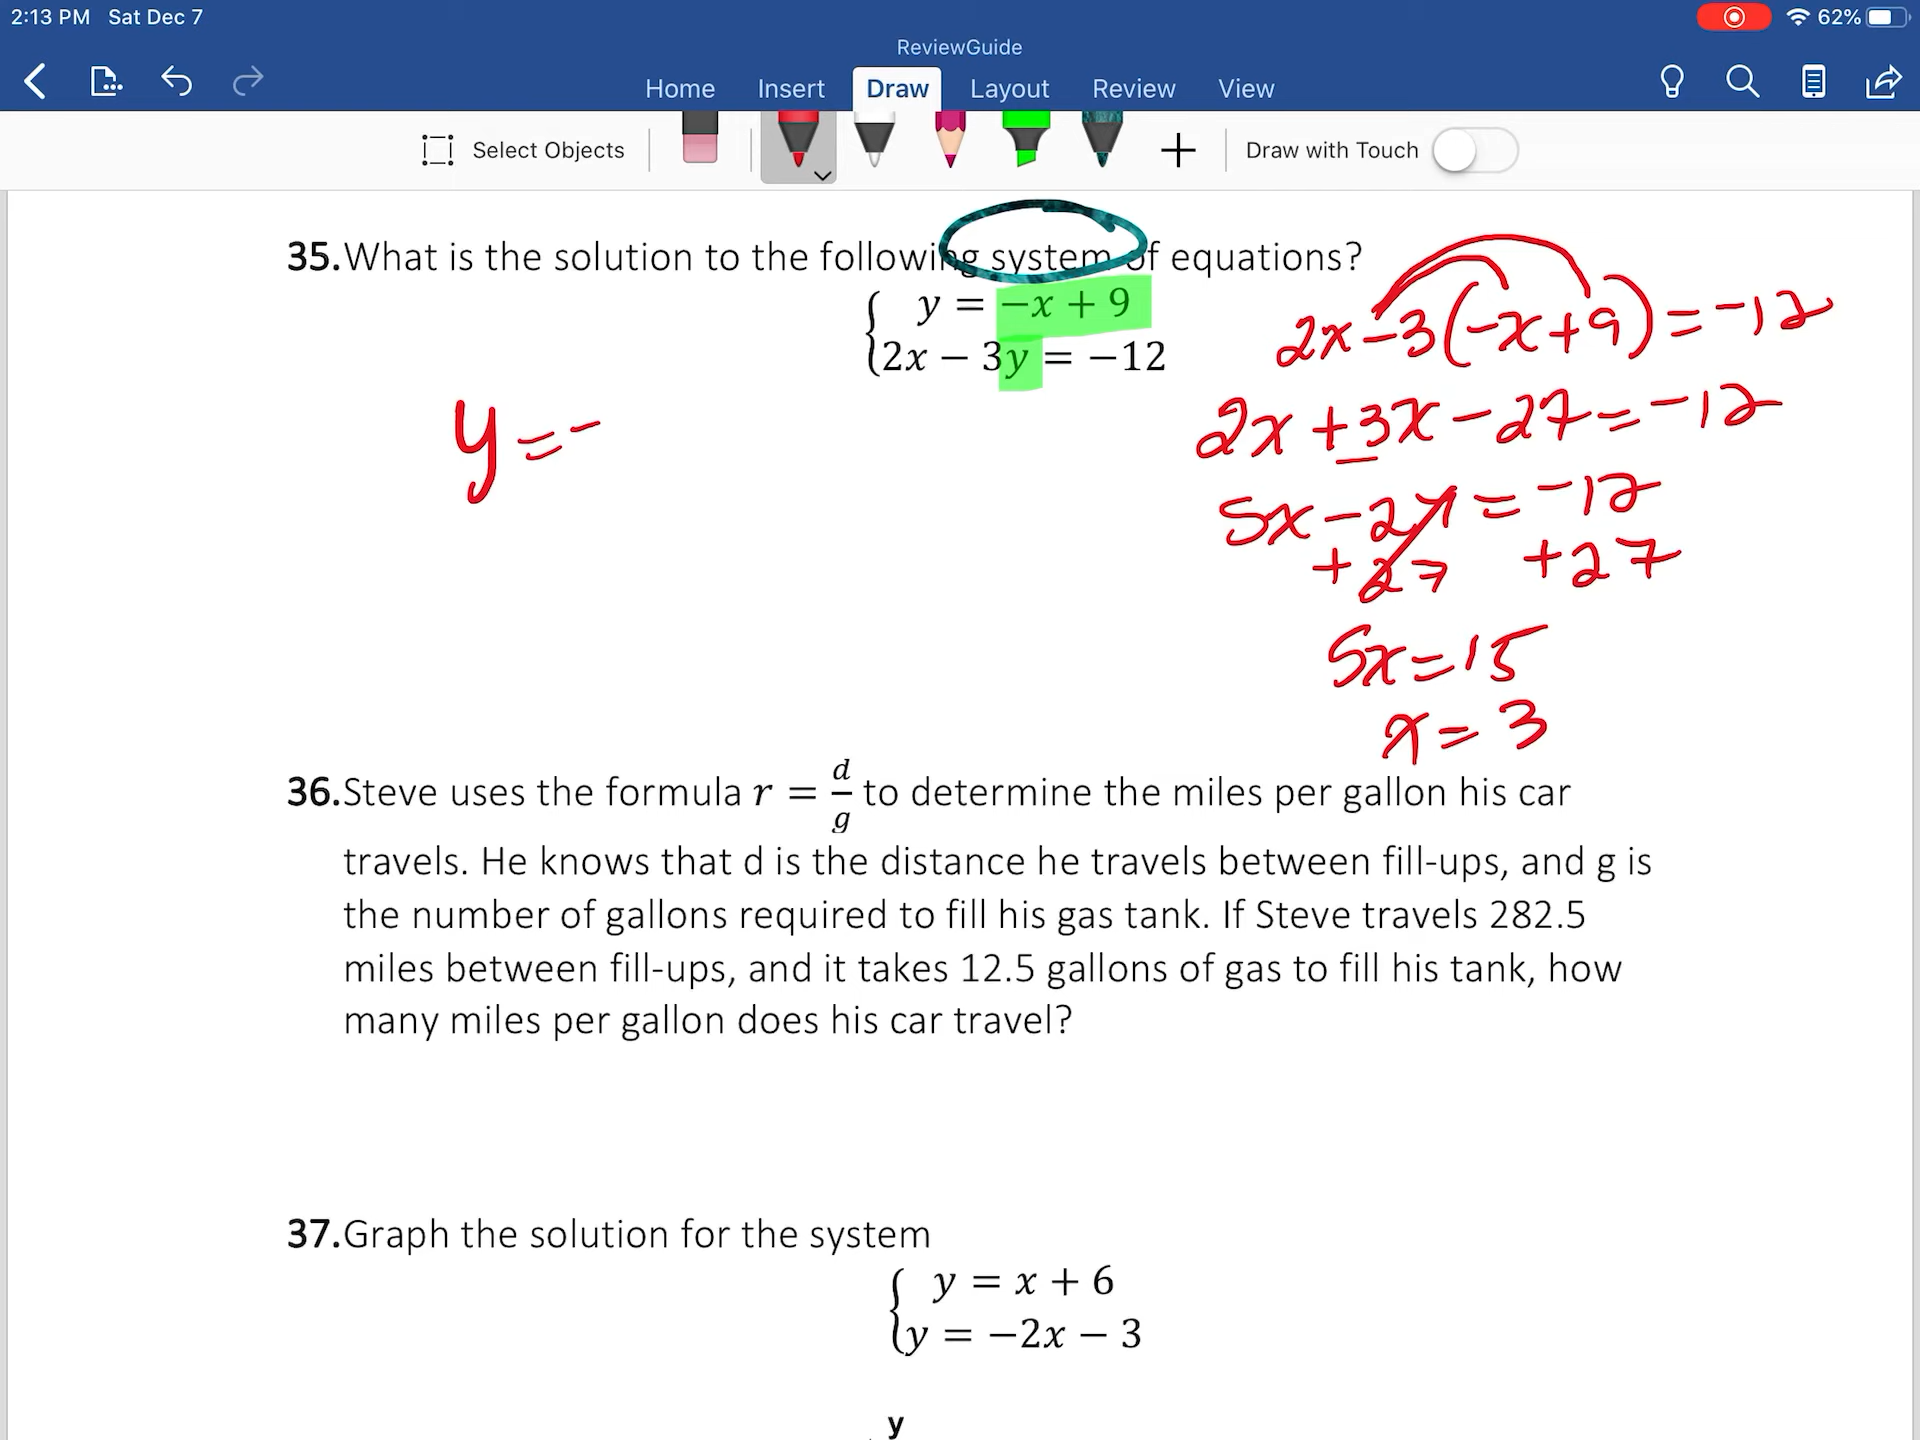 2:13 PM Sat Dec 7
62%
ReviewGuide
Home Insert Draw Layout Review View
Select Objects
Draw with Touch
35.What is the solution to the following system of equations?
y = −x + 9
2x − 3y = −12
2x-3(-x+9)=-12
2x+3x-27=-12
5x-27=-12
+27 +27
5x=15
x=3
y=-
36.Steve uses the formula r = d/g to determine the miles per gallon his car
travels. He knows that d is the distance he travels between fill-ups, and g is
the number of gallons required to fill his gas tank. If Steve travels 282.5
miles between fill-ups, and it takes 12.5 gallons of gas to fill his tank, how
many miles per gallon does his car travel?
37.Graph the solution for the system
y = x + 6
y = −2x − 3
y